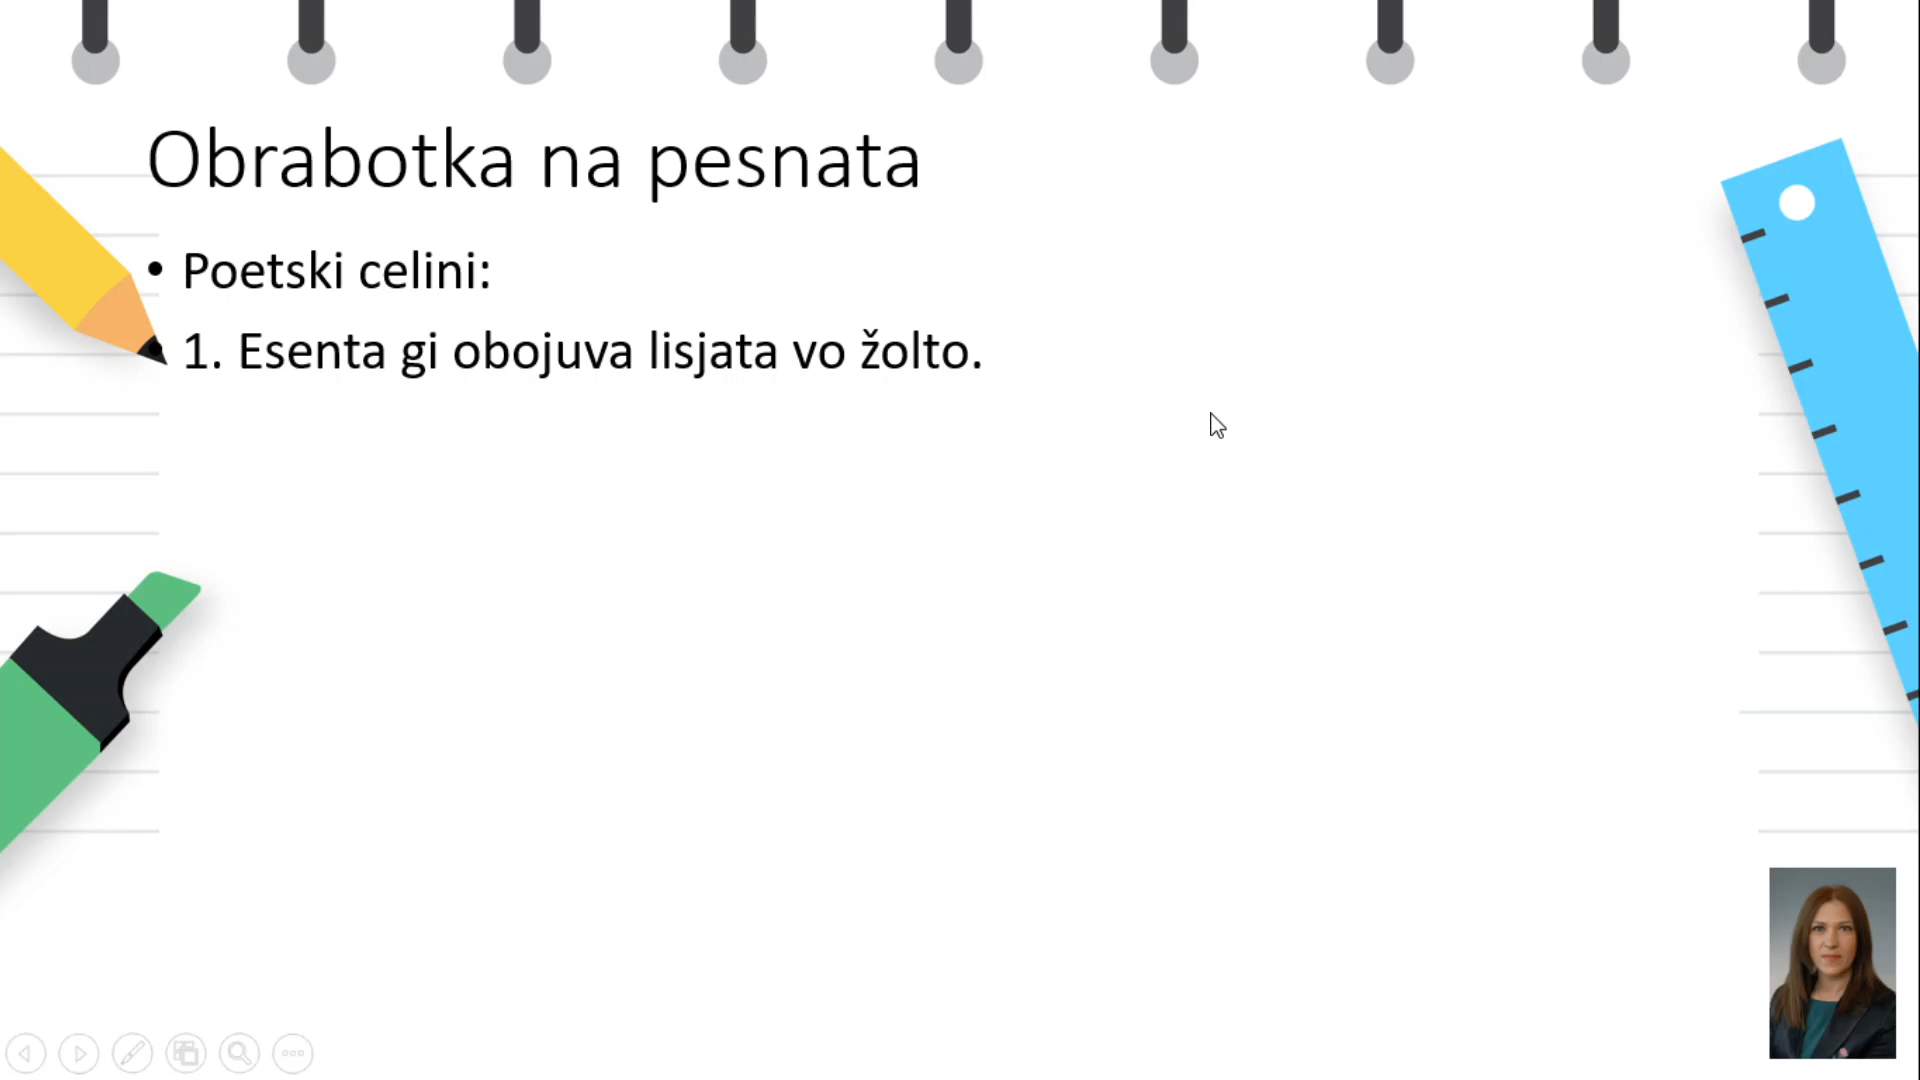 Obrabotka na pesnata
• Poetski celini:
• 1. Esenta gi obojuva lisjata vo žolto.